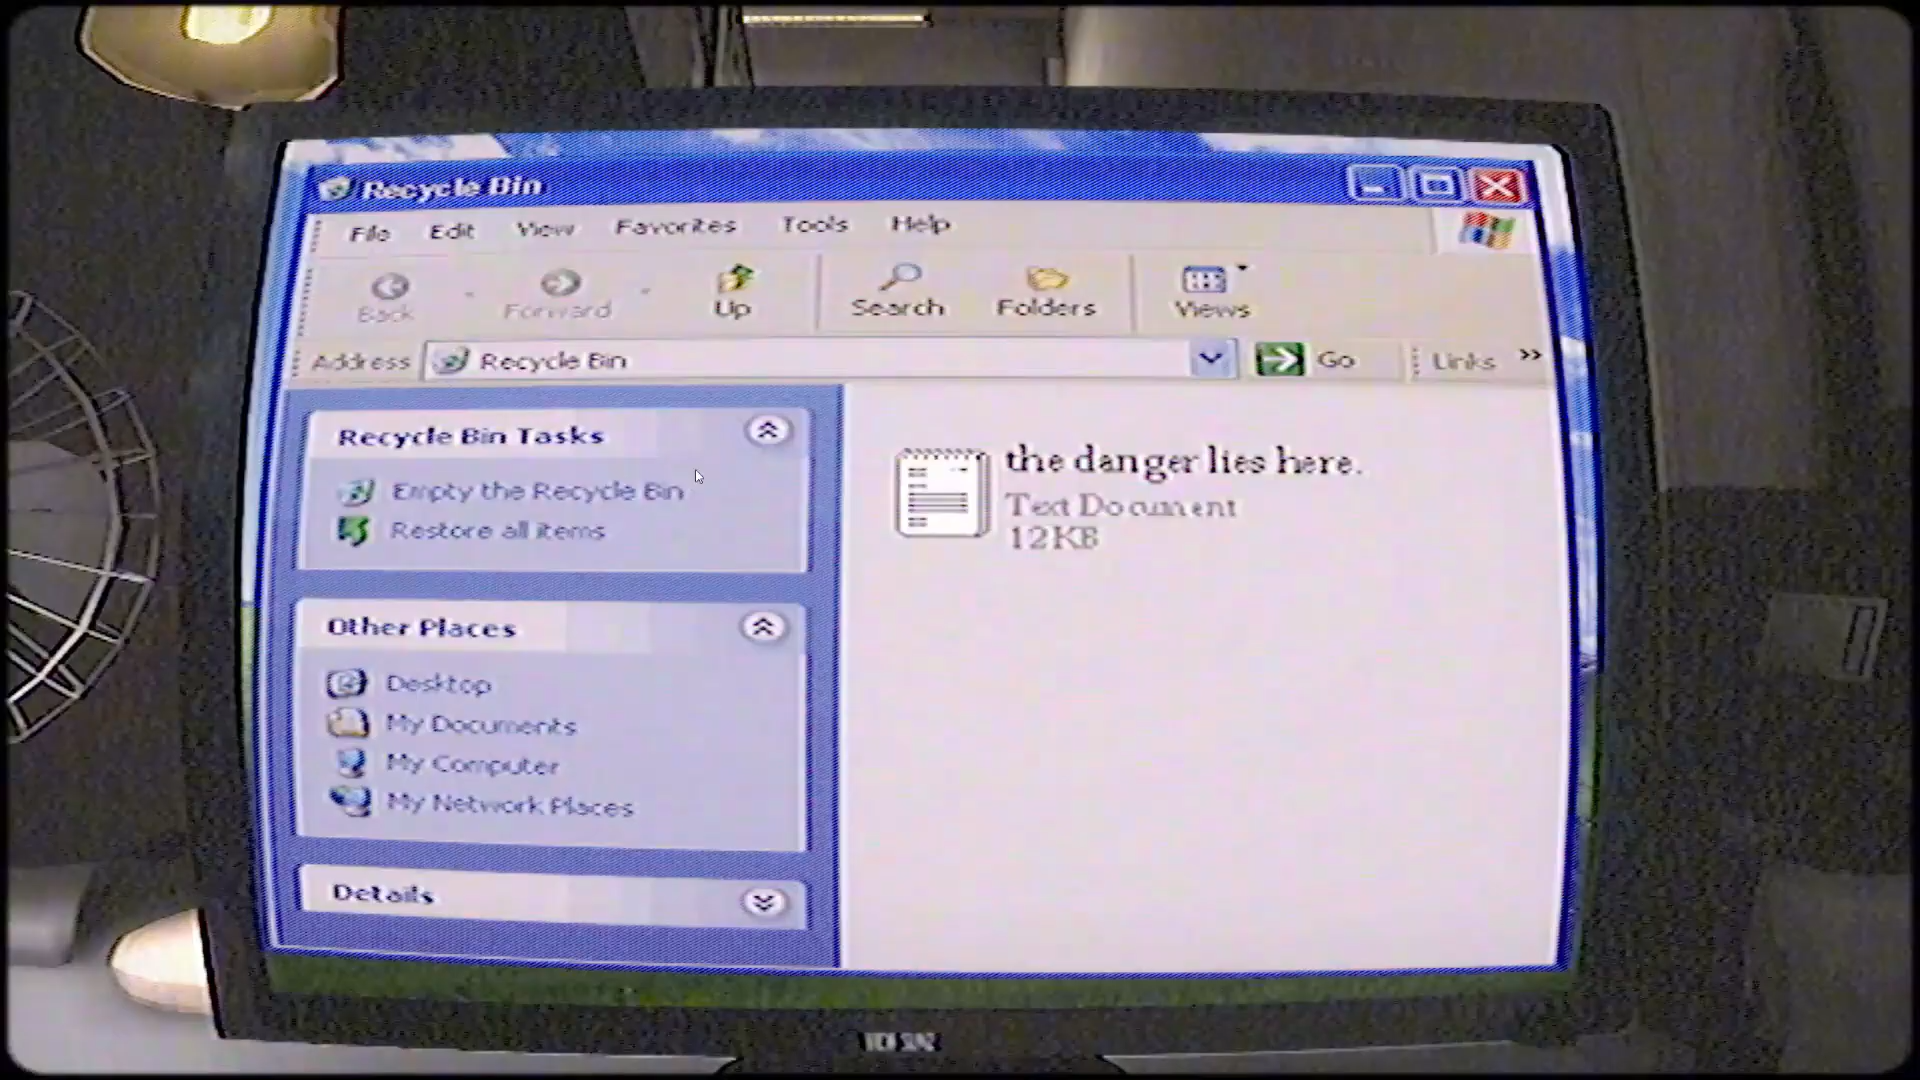 Recycle Bin
File Edit View Favorites Tools Help
Back Forward Up Search Folders Views
Address Recycle Bin Go Links »
Recycle Bin Tasks
Empty the Recycle Bin
Restore all items
Other Places
Desktop
My Documents
My Computer
My Network Places
Details
the danger lies here.
Text Document
12KB